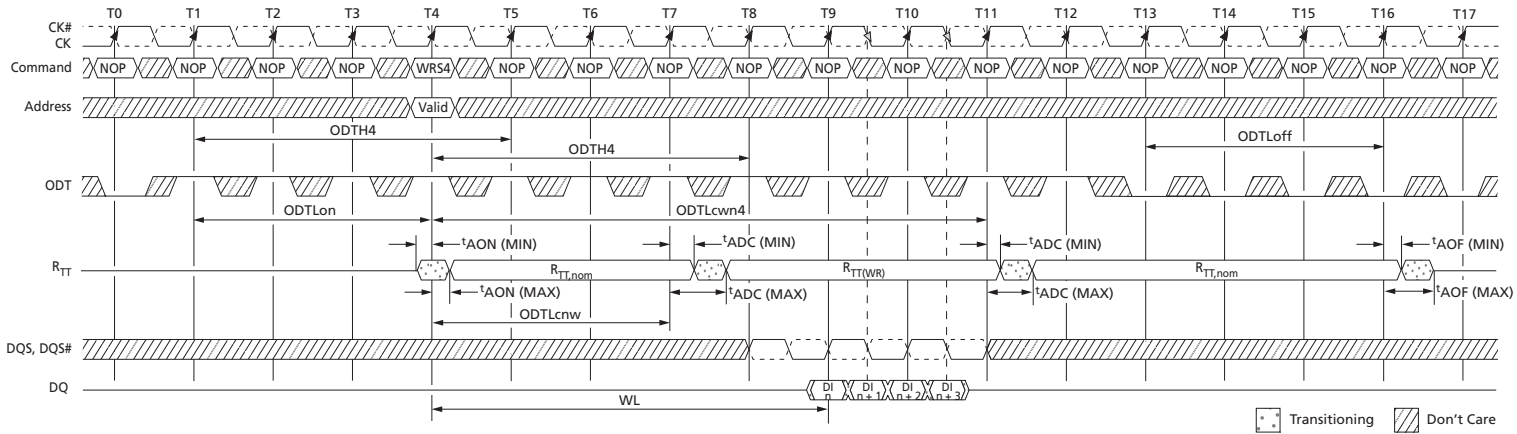 T0 T1 T2 T3 T4 T5 T6 T7 T8 T9 T10 T11 T12 T13 T14 T15 T16 T17
CK#
CK
Command NOP NOP NOP NOP WRS4 NOP NOP NOP NOP NOP NOP NOP NOP NOP NOP NOP NOP NOP
Address Valid
ODTH4 ODTLoff
ODTH4
ODT
ODTLon ODTLcwn4
tAON (MIN) tADC (MIN) tADC (MIN) tAOF (MIN)
RTT RTT,nom RTT(WR) RTT,nom
tAON (MAX) tADC (MAX) tADC (MAX) tAOF (MAX)
ODTLcnw
DQS, DQS#
DQ DI n DI n + 1 DI n + 2 DI n + 3
WL
Transitioning Don't Care